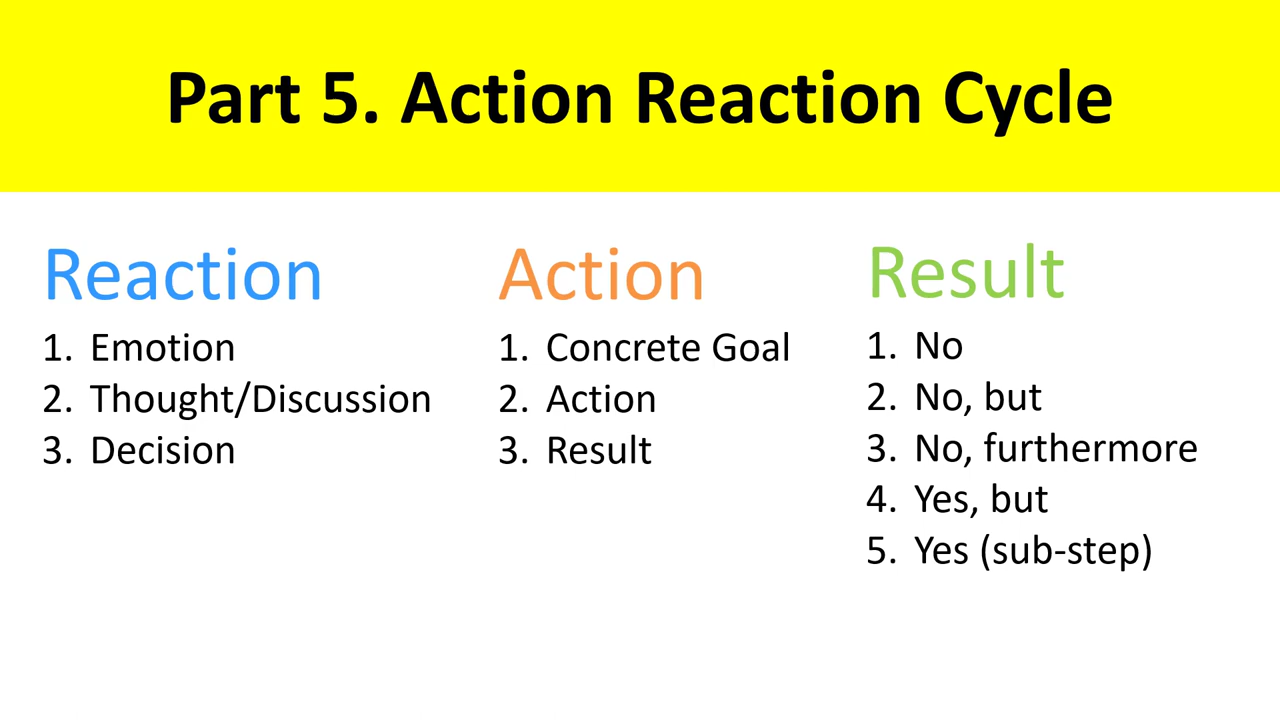 Part 5. Action Reaction Cycle
Reaction
1. Emotion
2. Thought/Discussion
3. Decision
Action
1. Concrete Goal
2. Action
3. Result
Result
1. No
2. No, but
3. No, furthermore
4. Yes, but
5. Yes (sub-step)